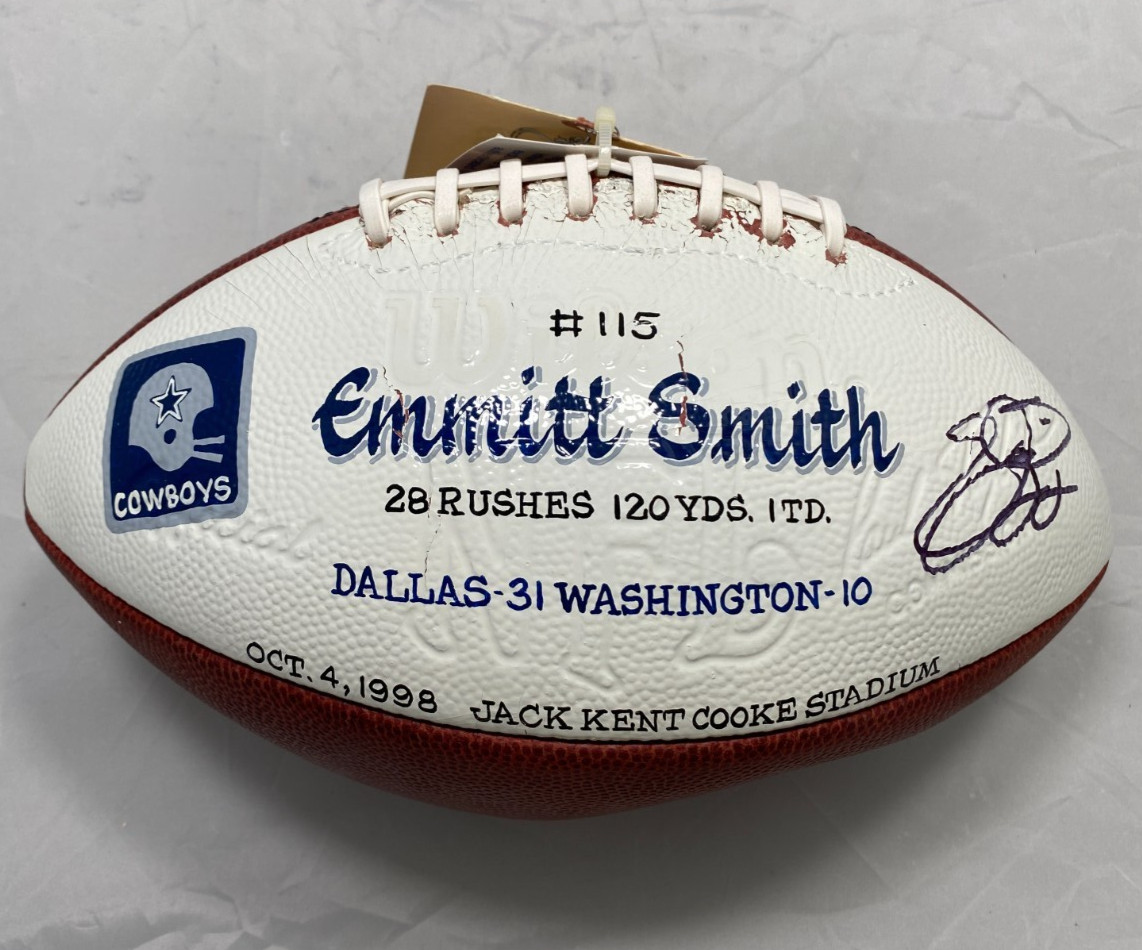 #115
Emmitt Smith
COWBOYS
28 RUSHES 120 YDS. 1 TD.
DALLAS-31 WASHINGTON-10
OCT. 4, 1998 JACK KENT COOKE STADIUM